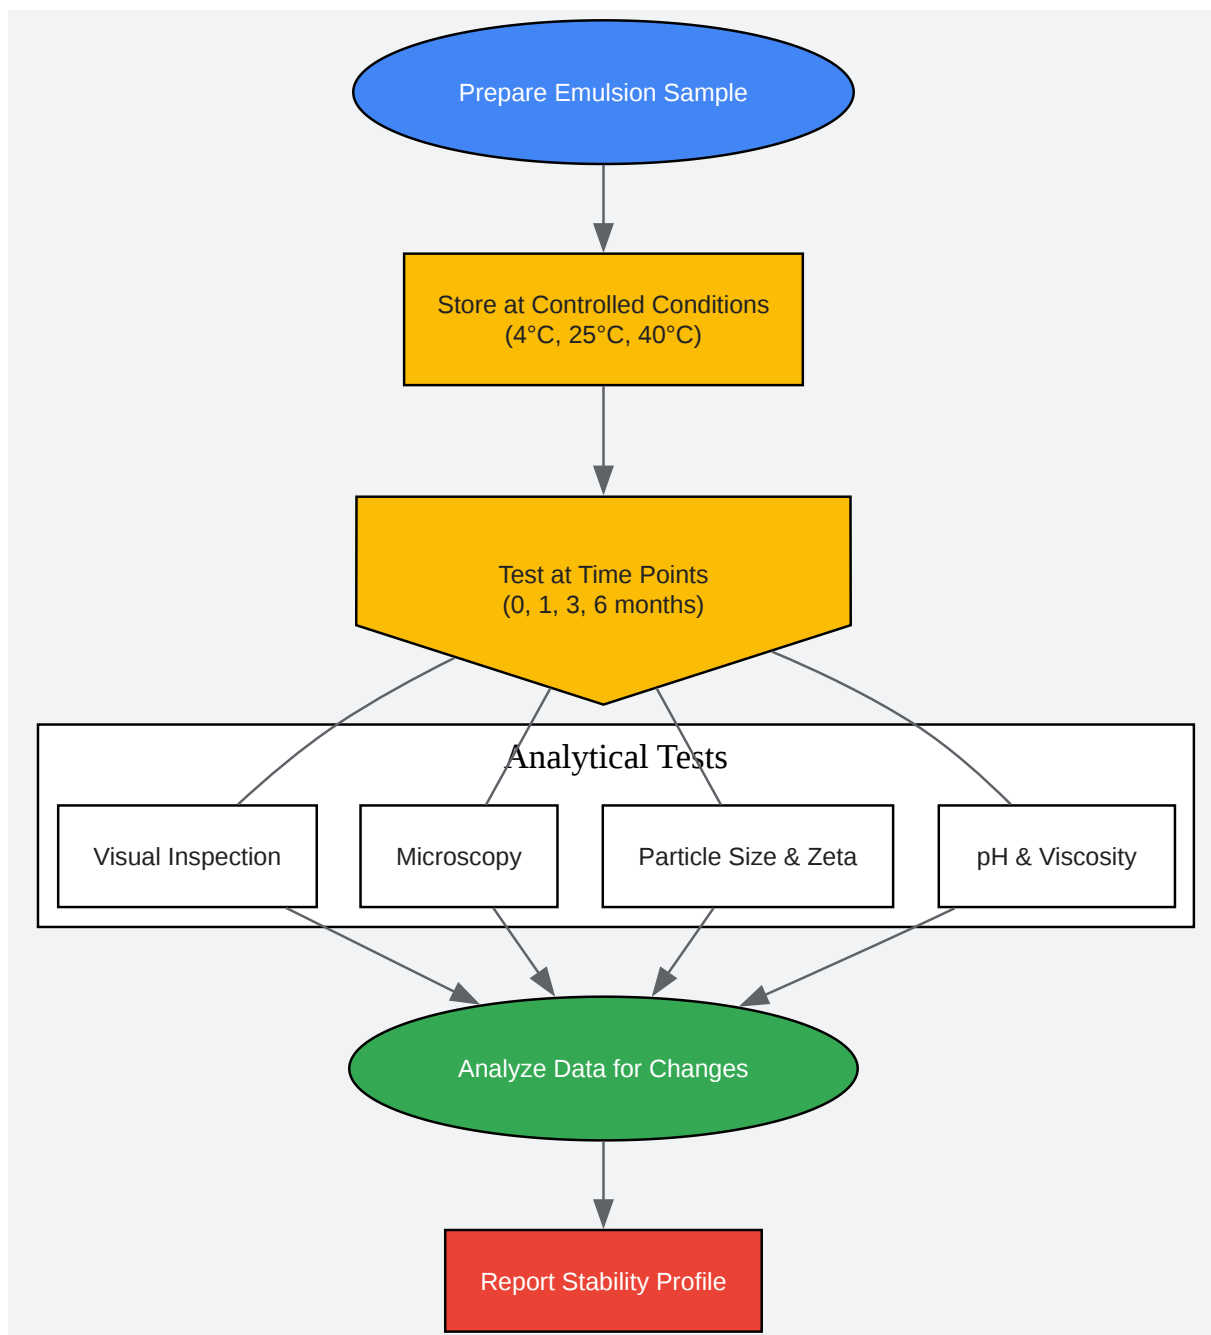 Prepare Emulsion Sample
Store at Controlled Conditions
(4°C, 25°C, 40°C)
Test at Time Points
(0, 1, 3, 6 months)
Analytical Tests
Visual Inspection
Microscopy
Particle Size & Zeta
pH & Viscosity
Analyze Data for Changes
Report Stability Profile